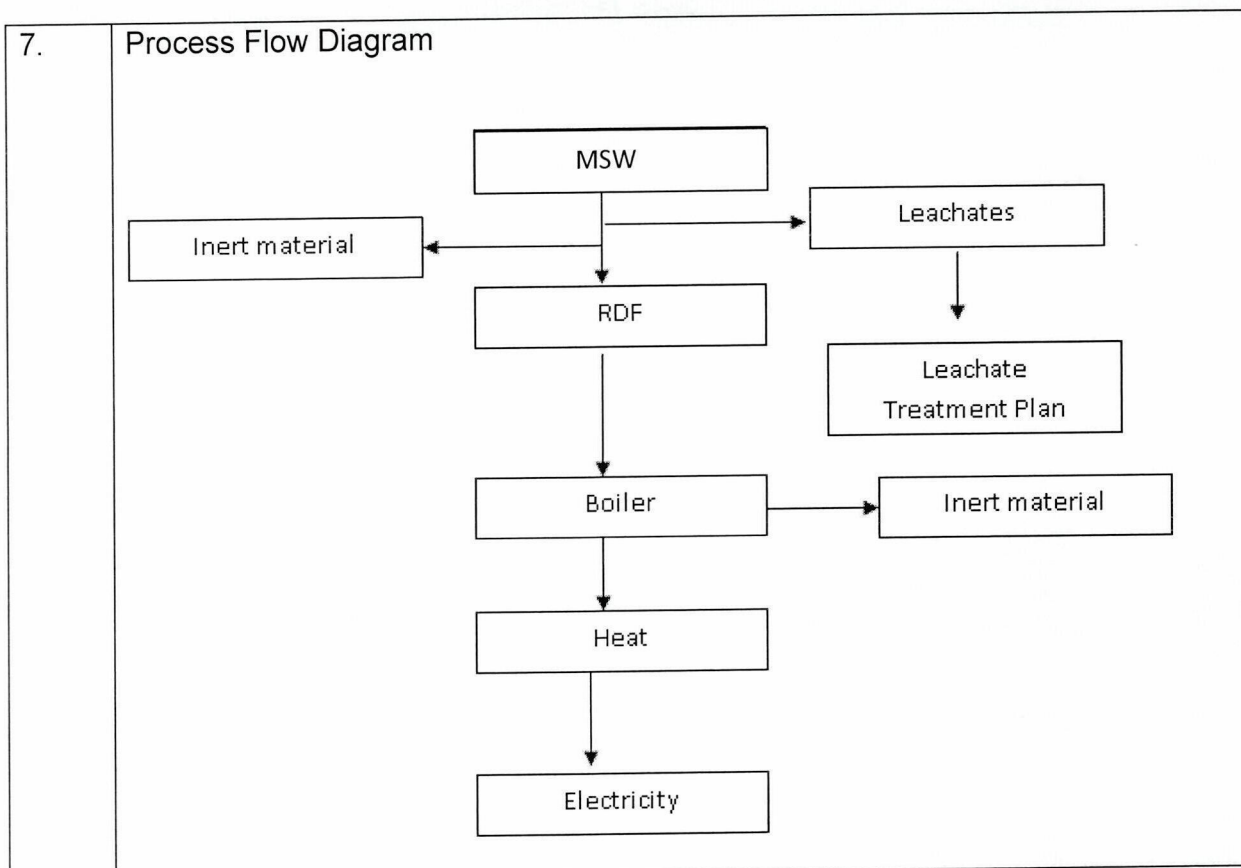 7.
Process Flow Diagram
MSW
Leachates
Inert material
RDF
Leachate
Treatment Plan
Boiler
Inert material
Heat
Electricity